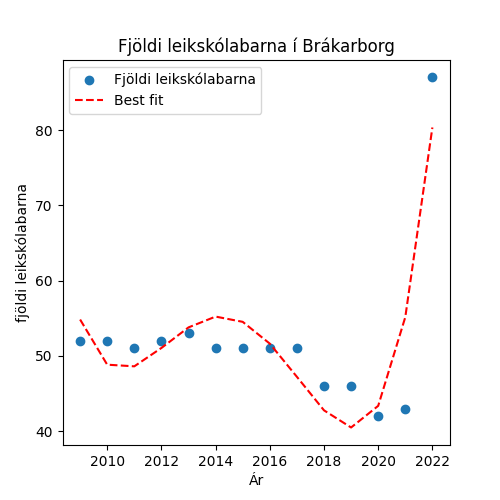 Fjöldi leikskólabarna í Brákarborg
Fjöldi leikskólabarna
Best fit
fjöldi leikskólabarna
80
70
60
50
40
2010 2012 2014 2016 2018 2020 2022
Ár